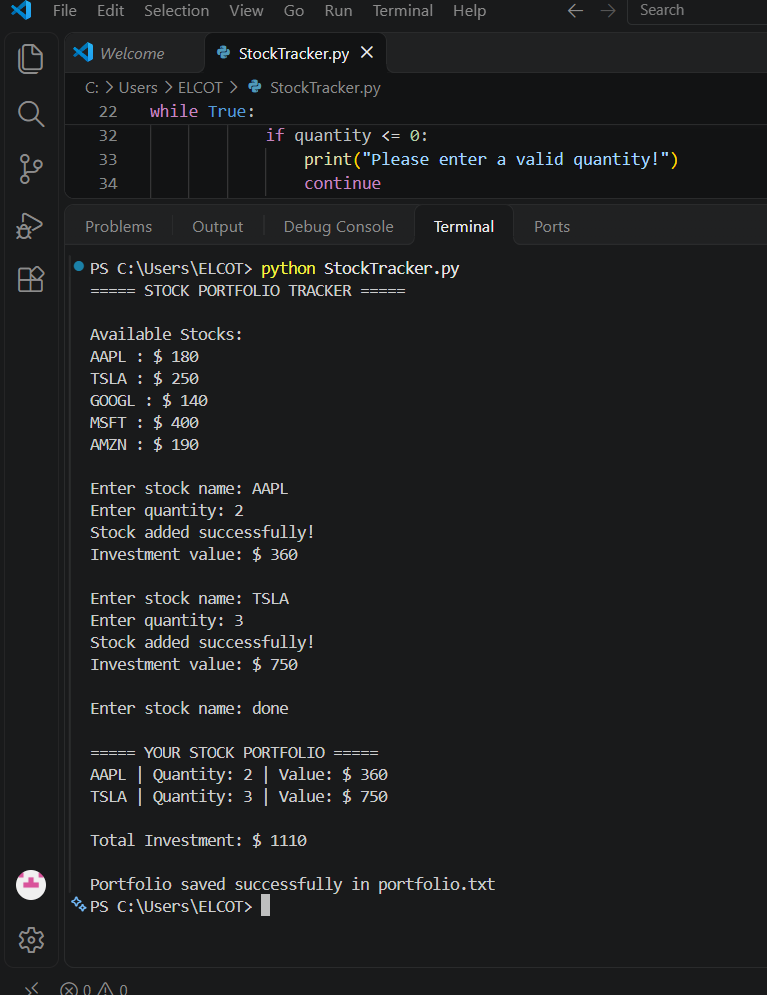 File Edit Selection View Go Run Terminal Help Search
Welcome StockTracker.py
C: > Users > ELCOT > StockTracker.py
22 while True:
32 if quantity <= 0:
33 print("Please enter a valid quantity!")
34 continue
Problems Output Debug Console Terminal Ports
PS C:\Users\ELCOT> python StockTracker.py
===== STOCK PORTFOLIO TRACKER =====
Available Stocks:
AAPL : $ 180
TSLA : $ 250
GOOGL : $ 140
MSFT : $ 400
AMZN : $ 190
Enter stock name: AAPL
Enter quantity: 2
Stock added successfully!
Investment value: $ 360
Enter stock name: TSLA
Enter quantity: 3
Stock added successfully!
Investment value: $ 750
Enter stock name: done
===== YOUR STOCK PORTFOLIO =====
AAPL | Quantity: 2 | Value: $ 360
TSLA | Quantity: 3 | Value: $ 750
Total Investment: $ 1110
Portfolio saved successfully in portfolio.txt
PS C:\Users\ELCOT>
0 0